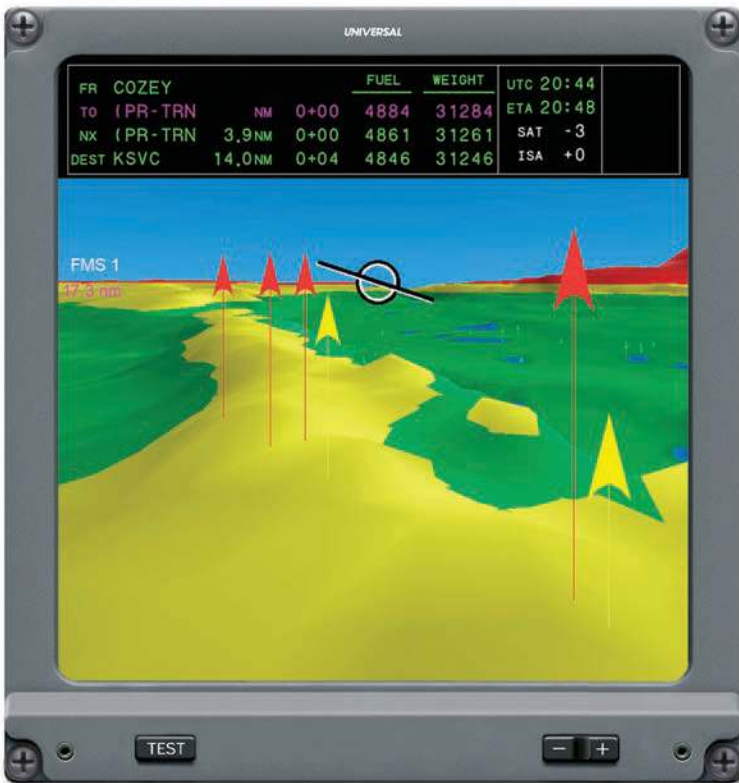 UNIVERSAL
FUEL WEIGHT
FR COZEY
TO (PR-TRN NM 0+00 4884 31284
NX (PR-TRN 3.9NM 0+00 4861 31261
DEST KSVC 14.0NM 0+04 4846 31246
UTC 20:44
ETA 20:48
SAT -3
ISA +0
FMS 1
17.3 nm
TEST
- +